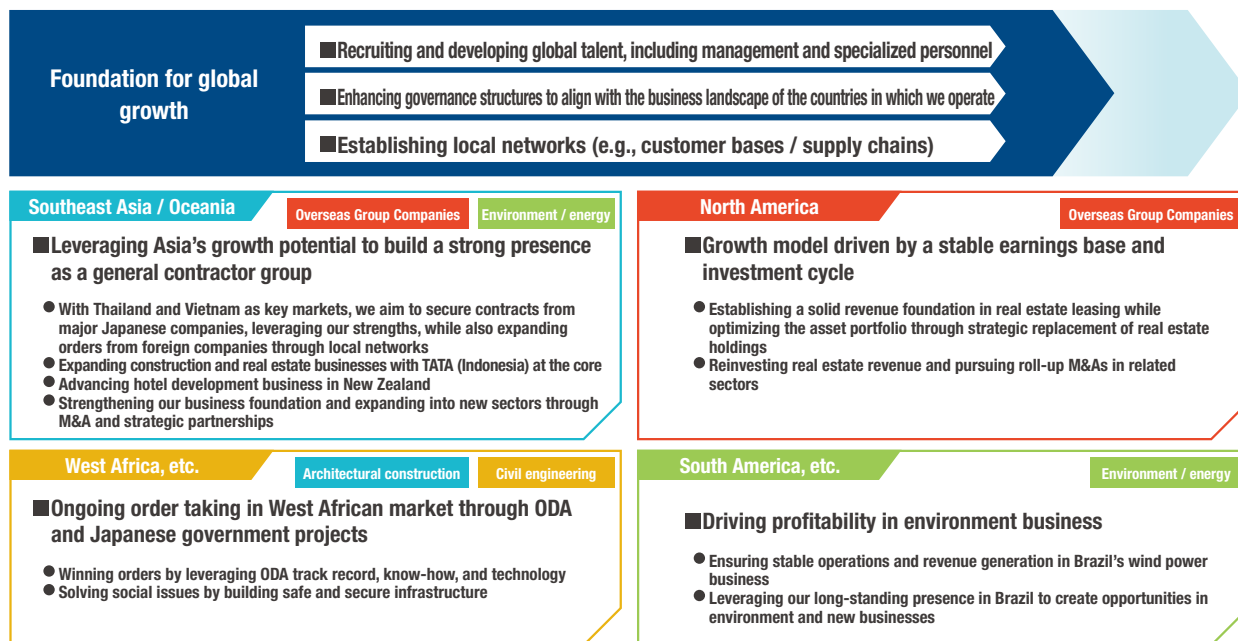 Foundation for global
growth
■Recruiting and developing global talent, including management and specialized personnel
■Enhancing governance structures to align with the business landscape of the countries in which we operate
■Establishing local networks (e.g., customer bases / supply chains)
Southeast Asia / Oceania
Overseas Group Companies
Environment / energy
■Leveraging Asia's growth potential to build a strong presence
as a general contractor group
●With Thailand and Vietnam as key markets, we aim to secure contracts from
major Japanese companies, leveraging our strengths, while also expanding
orders from foreign companies through local networks
●Expanding construction and real estate businesses with TATA (Indonesia) at the core
●Advancing hotel development business in New Zealand
●Strengthening our business foundation and expanding into new sectors through
M&A and strategic partnerships
North America
Overseas Group Companies
■Growth model driven by a stable earnings base and
investment cycle
●Establishing a solid revenue foundation in real estate leasing while
optimizing the asset portfolio through strategic replacement of real estate
holdings
●Reinvesting real estate revenue and pursuing roll-up M&As in related
sectors
West Africa, etc.
Architectural construction
Civil engineering
■Ongoing order taking in West African market through ODA
and Japanese government projects
●Winning orders by leveraging ODA track record, know-how, and technology
●Solving social issues by building safe and secure infrastructure
South America, etc.
Environment / energy
■Driving profitability in environment business
●Ensuring stable operations and revenue generation in Brazil's wind power
business
●Leveraging our long-standing presence in Brazil to create opportunities in
environment and new businesses